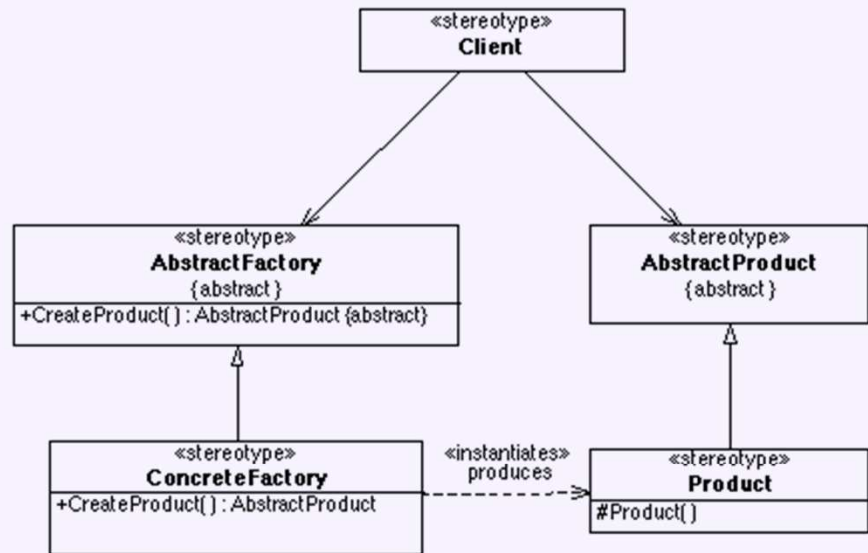 «stereotype»
Client
«stereotype»
AbstractFactory
{abstract}
+CreateProduct() : AbstractProduct {abstract}
«stereotype»
AbstractProduct
{abstract}
«stereotype»
ConcreteFactory
+CreateProduct() : AbstractProduct
«instantiates»
produces
«stereotype»
Product
#Product()